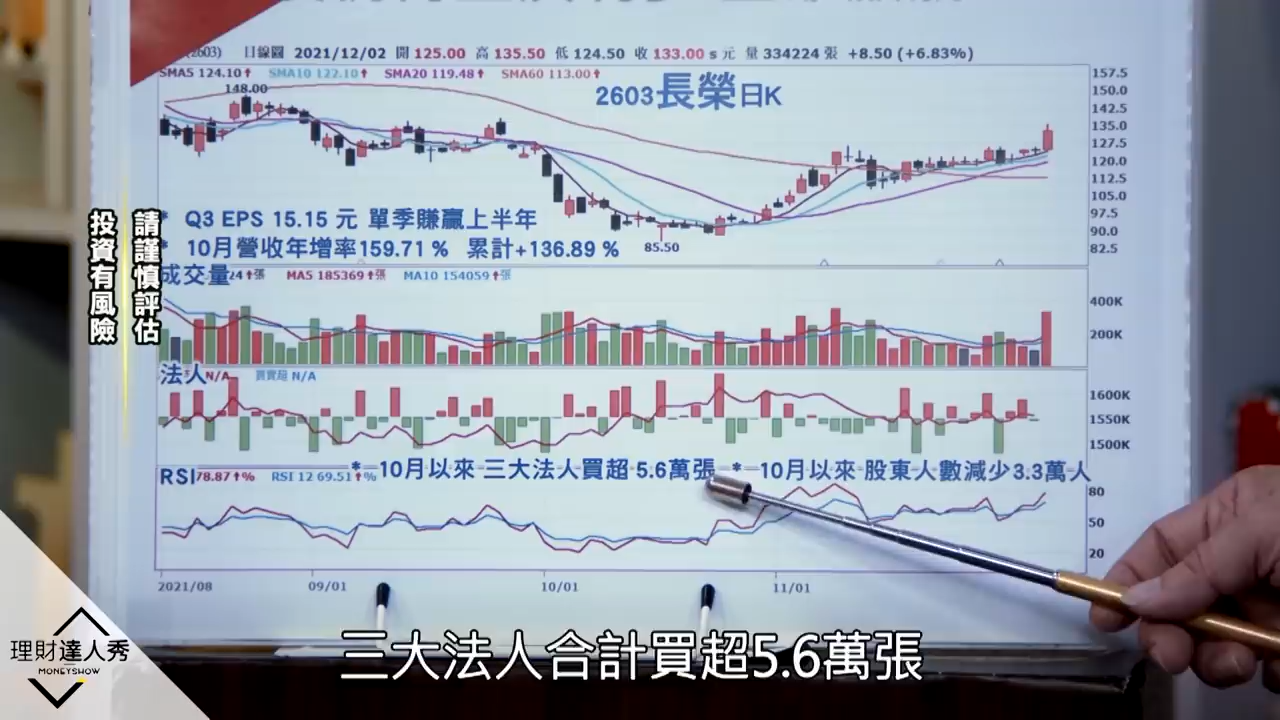 (2603) 日線圖 2021/12/02 開 125.00 高 135.50 低 124.50 收 133.00 s 元 量 334224 張 +8.50 (+6.83%)
SMA5 124.10↑ SMA10 122.10↑ SMA20 119.48↑ SMA60 113.00↑
148.00
2603長榮日K
157.5
150.0
142.5
135.0
127.5
120.0
112.5
105.0
97.5
90.0
82.5
* Q3 EPS 15.15 元 單季賺贏上半年
* 10月營收年增率159.71 % 累計+136.89 %
85.50
請謹慎評估
投資有風險
成交量24↑張 MA5 185369↑張 MA10 154059↑張
400K
200K
法人 N/A 買賣超 N/A
1600K
1550K
1500K
* 10月以來 三大法人買超 5.6萬張 * 10月以來 股東人數減少3.3萬人
RSI 78.87↑% RSI 12 69.51↑%
80
50
20
2021/08 09/01 10/01 11/01
三大法人合計買超5.6萬張
理財達人秀
MONEYSHOW